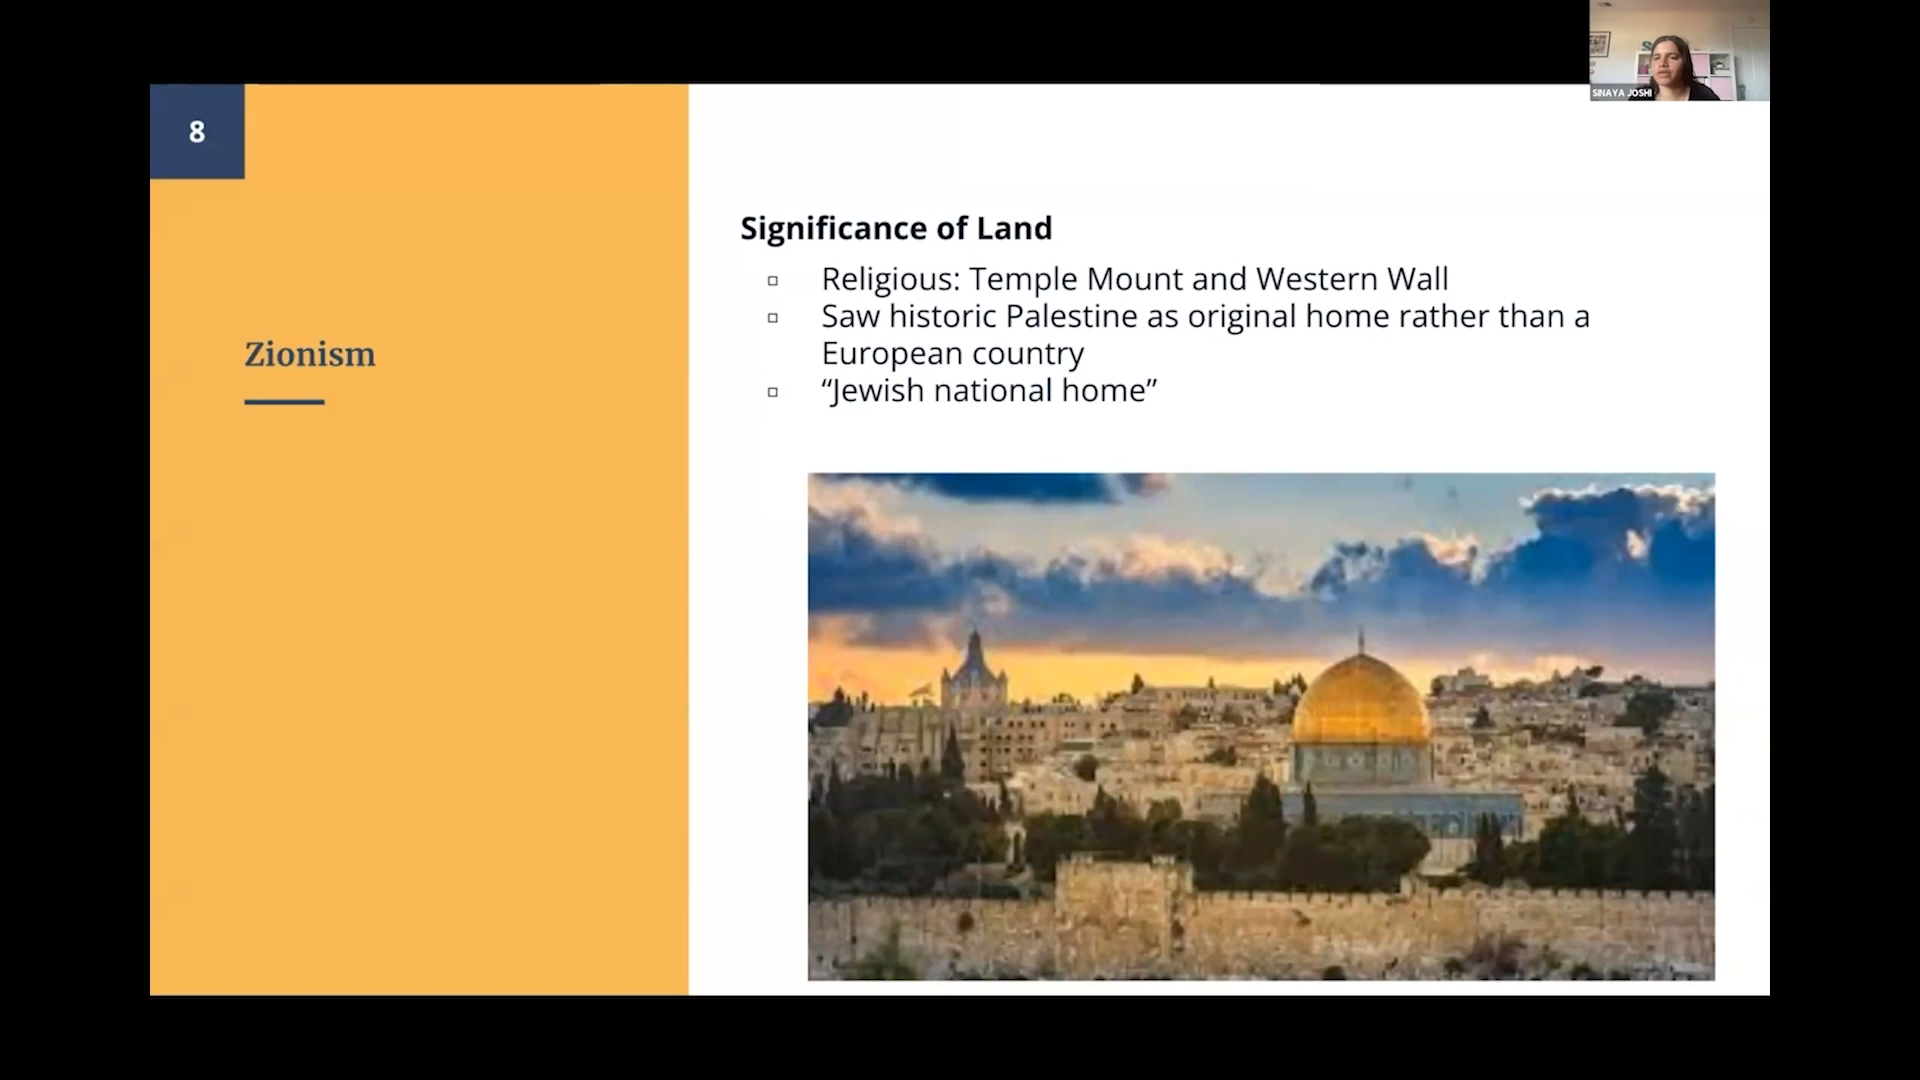 SINAYA JOSHI
8
Zionism
Significance of Land
▫ Religious: Temple Mount and Western Wall
▫ Saw historic Palestine as original home rather than a
European country
▫ “Jewish national home”